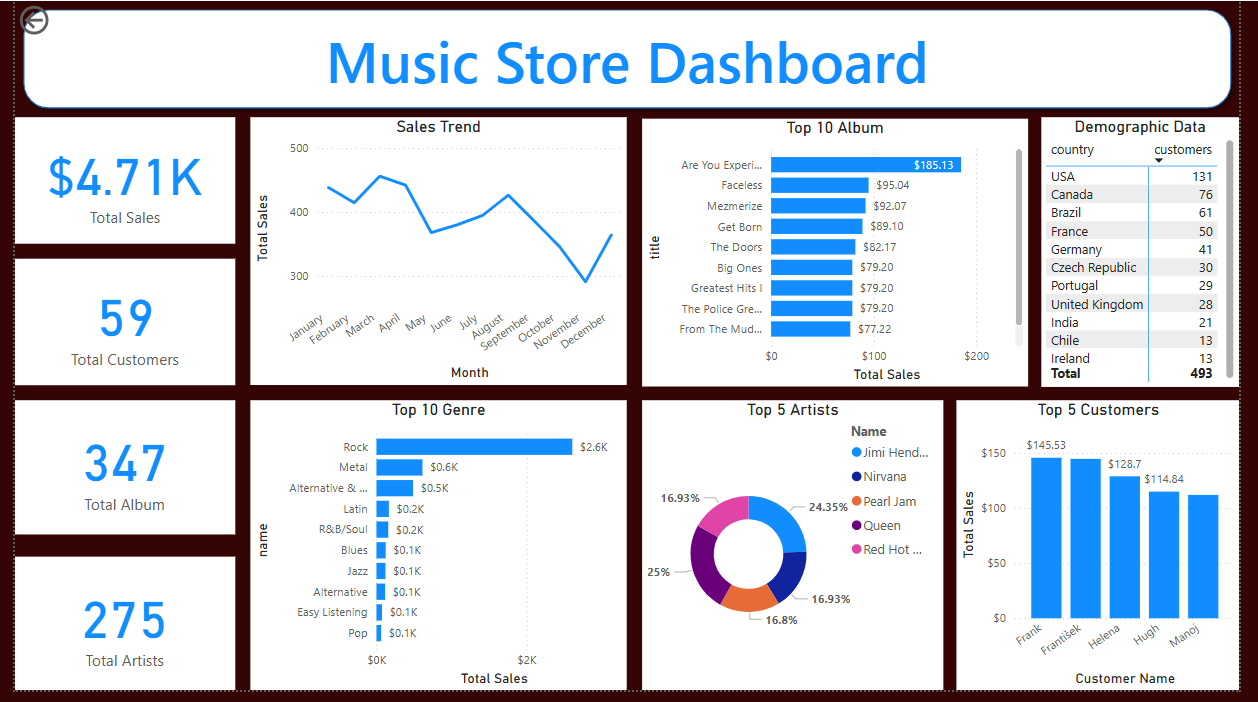 Music Store Dashboard
$4.71K
Total Sales
59
Total Customers
347
Total Album
275
Total Artists
Sales Trend
Total Sales
500
400
300
January
February
March
April
May
June
July
August
September
October
November
December
Month
Top 10 Album
title
Are You Experi... $185.13
Faceless $95.04
Mezmerize $92.07
Get Born $89.10
The Doors $82.17
Big Ones $79.20
Greatest Hits I $79.20
The Police Gre... $79.20
From The Mud... $77.22
$0 $100 $200
Total Sales
Demographic Data
country customers
USA 131
Canada 76
Brazil 61
France 50
Germany 41
Czech Republic 30
Portugal 29
United Kingdom 28
India 21
Chile 13
Ireland 13
Total 493
Top 10 Genre
name
Rock $2.6K
Metal $0.6K
Alternative & ... $0.5K
Latin $0.2K
R&B/Soul $0.2K
Blues $0.1K
Jazz $0.1K
Alternative $0.1K
Easy Listening $0.1K
Pop $0.1K
$0K $2K
Total Sales
Top 5 Artists
Name
Jimi Hend...
Nirvana
Pearl Jam
Queen
Red Hot ...
24.35%
16.93%
16.8%
25%
16.93%
Top 5 Customers
Total Sales
$150
$100
$50
$0
$145.53
$128.7
$114.84
Frank
František
Helena
Hugh
Manoj
Customer Name